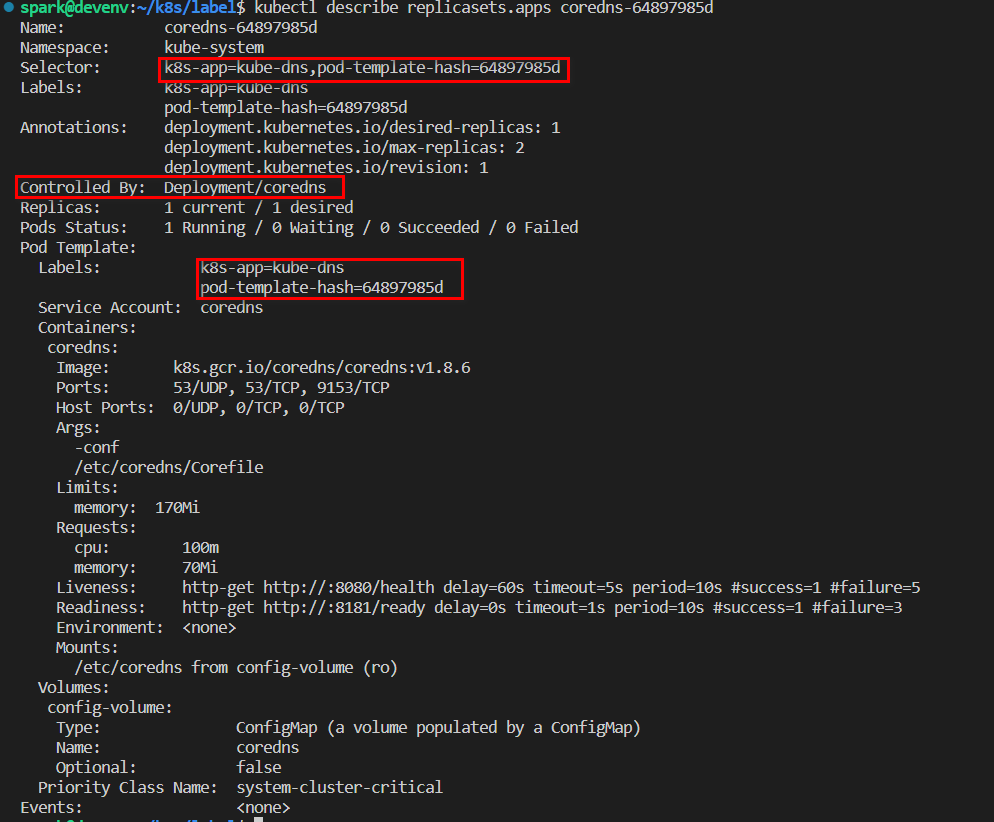 spark@devenv:~/k8s/label$ kubectl describe replicasets.apps coredns-64897985d
Name:           coredns-64897985d
Namespace:      kube-system
Selector:       k8s-app=kube-dns,pod-template-hash=64897985d
Labels:         k8s-app=kube-dns
                pod-template-hash=64897985d
Annotations:    deployment.kubernetes.io/desired-replicas: 1
                deployment.kubernetes.io/max-replicas: 2
                deployment.kubernetes.io/revision: 1
Controlled By:  Deployment/coredns
Replicas:       1 current / 1 desired
Pods Status:    1 Running / 0 Waiting / 0 Succeeded / 0 Failed
Pod Template:
  Labels:           k8s-app=kube-dns
                    pod-template-hash=64897985d
  Service Account:  coredns
  Containers:
   coredns:
    Image:       k8s.gcr.io/coredns/coredns:v1.8.6
    Ports:       53/UDP, 53/TCP, 9153/TCP
    Host Ports:  0/UDP, 0/TCP, 0/TCP
    Args:
      -conf
      /etc/coredns/Corefile
    Limits:
      memory:  170Mi
    Requests:
      cpu:        100m
      memory:     70Mi
    Liveness:     http-get http://:8080/health delay=60s timeout=5s period=10s #success=1 #failure=5
    Readiness:    http-get http://:8181/ready delay=0s timeout=1s period=10s #success=1 #failure=3
    Environment:  <none>
    Mounts:
      /etc/coredns from config-volume (ro)
  Volumes:
   config-volume:
    Type:               ConfigMap (a volume populated by a ConfigMap)
    Name:               coredns
    Optional:           false
  Priority Class Name:  system-cluster-critical
Events:                 <none>